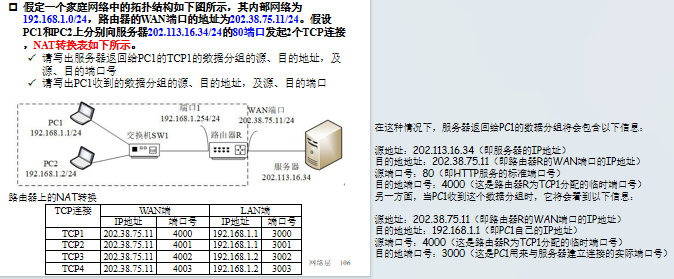 假定一个家庭网络中的拓扑结构如下图所示，其内部网络为
192.168.1.0/24，路由器的WAN端口的地址为202.38.75.11/24。假设
PC1和PC2上分别向服务器202.113.16.34/24的80端口发起2个TCP连接
，NAT转换表如下所示。
✓ 请写出服务器返回给PC1的TCP1的数据分组的源、目的地址，及
源、目的端口号
✓ 请写出PC1收到的数据分组的源、目的地址，及源、目的端口
PC1
192.168.1.1/24
PC2
192.168.1.2/24
交换机SW1
端口1
192.168.1.254/24
路由器R
WAN端口
202.38.75.11/24
服务器
202.113.16.34
路由器上的NAT转换
TCP连接 WAN端 LAN端
IP地址 端口号 IP地址 端口号
TCP1 202.38.75.11 4000 192.168.1.1 3000
TCP2 202.38.75.11 4001 192.168.1.1 3001
TCP3 202.38.75.11 4002 192.168.1.2 3002
TCP4 202.38.75.11 4003 192.168.1.2 3003
网络层 106
在这种情况下，服务器返回给PC1的数据分组将会包含以下信息：
源地址：202.113.16.34（即服务器的IP地址）
目的地地址：202.38.75.11（即路由器R的WAN端口的IP地址）
源端口号：80（即HTTP服务的标准端口号）
目的地端口号：4000（这是路由器R为TCP1分配的临时端口号）
另一方面，当PC1收到这个数据分组时，它将会看到以下信息：
源地址：202.38.75.11（即路由器R的WAN端口的IP地址）
目的地地址：192.168.1.1（即PC1自己的IP地址）
源端口号：4000（这是路由器R为TCP1分配的临时端口号）
目的地端口号：3000（这是PC1用来与服务器建立连接的实际端口号）